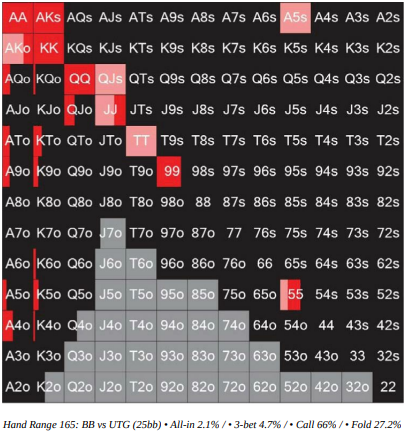 AA AKs AQs AJs ATs A9s A8s A7s A6s A5s A4s A3s A2s
AKo KK KQs KJs KTs K9s K8s K7s K6s K5s K4s K3s K2s
AQo KQo QQ QJs QTs Q9s Q8s Q7s Q6s Q5s Q4s Q3s Q2s
AJo KJo QJo JJ JTs J9s J8s J7s J6s J5s J4s J3s J2s
ATo KTo QTo JTo TT T9s T8s T7s T6s T5s T4s T3s T2s
A9o K9o Q9o J9o T9o 99 98s 97s 96s 95s 94s 93s 92s
A8o K8o Q8o J8o T8o 98o 88 87s 86s 85s 84s 83s 82s
A7o K7o Q7o J7o T7o 97o 87o 77 76s 75s 74s 73s 72s
A6o K6o Q6o J6o T6o 96o 86o 76o 66 65s 64s 63s 62s
A5o K5o Q5o J5o T5o 95o 85o 75o 65o 55 54s 53s 52s
A4o K4o Q4o J4o T4o 94o 84o 74o 64o 54o 44 43s 42s
A3o K3o Q3o J3o T3o 93o 83o 73o 63o 53o 43o 33 32s
A2o K2o Q2o J2o T2o 92o 82o 72o 62o 52o 42o 32o 22
Hand Range 165: BB vs UTG (25bb) • All-in 2.1% / • 3-bet 4.7% / • Call 66% / • Fold 27.2%